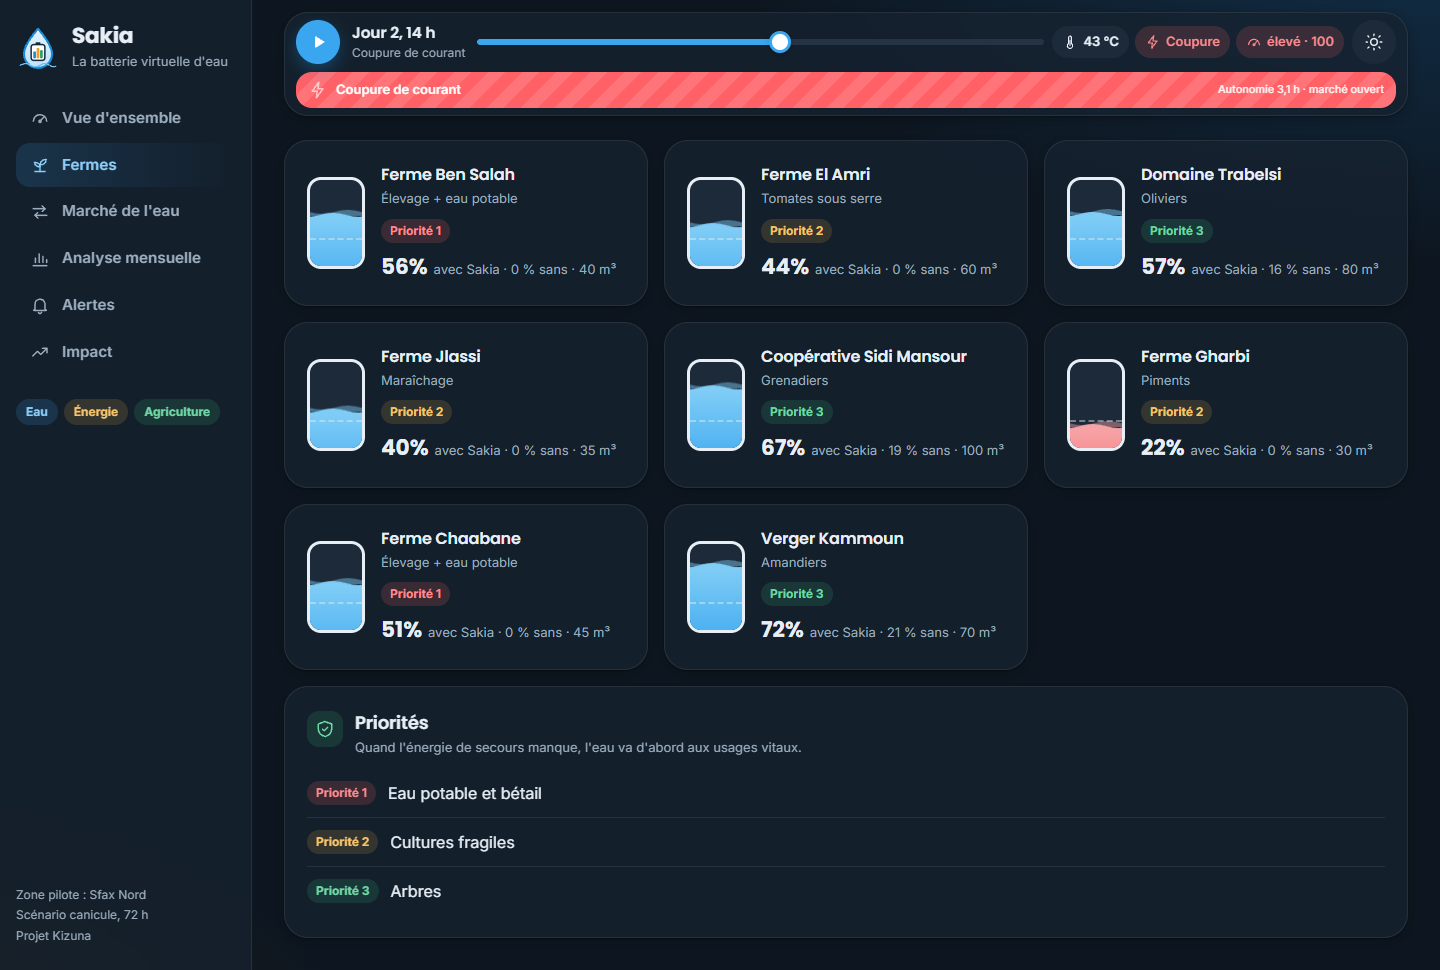 Sakia
La batterie virtuelle d'eau
Vue d'ensemble
Fermes
Marché de l'eau
Analyse mensuelle
Alertes
Impact
Eau
Énergie
Agriculture
Zone pilote : Sfax Nord
Scénario canicule, 72 h
Projet Kizuna
Jour 2, 14 h
Coupure de courant
43 °C
Coupure
élevé · 100
Coupure de courant
Autonomie 3,1 h · marché ouvert
Ferme Ben Salah
Élevage + eau potable
Priorité 1
56% avec Sakia · 0 % sans · 40 m³
Ferme El Amri
Tomates sous serre
Priorité 2
44% avec Sakia · 0 % sans · 60 m³
Domaine Trabelsi
Oliviers
Priorité 3
57% avec Sakia · 16 % sans · 80 m³
Ferme Jlassi
Maraîchage
Priorité 2
40% avec Sakia · 0 % sans · 35 m³
Coopérative Sidi Mansour
Grenadiers
Priorité 3
67% avec Sakia · 19 % sans · 100 m³
Ferme Gharbi
Piments
Priorité 2
22% avec Sakia · 0 % sans · 30 m³
Ferme Chaabane
Élevage + eau potable
Priorité 1
51% avec Sakia · 0 % sans · 45 m³
Verger Kammoun
Amandiers
Priorité 3
72% avec Sakia · 21 % sans · 70 m³
Priorités
Quand l'énergie de secours manque, l'eau va d'abord aux usages vitaux.
Priorité 1 Eau potable et bétail
Priorité 2 Cultures fragiles
Priorité 3 Arbres